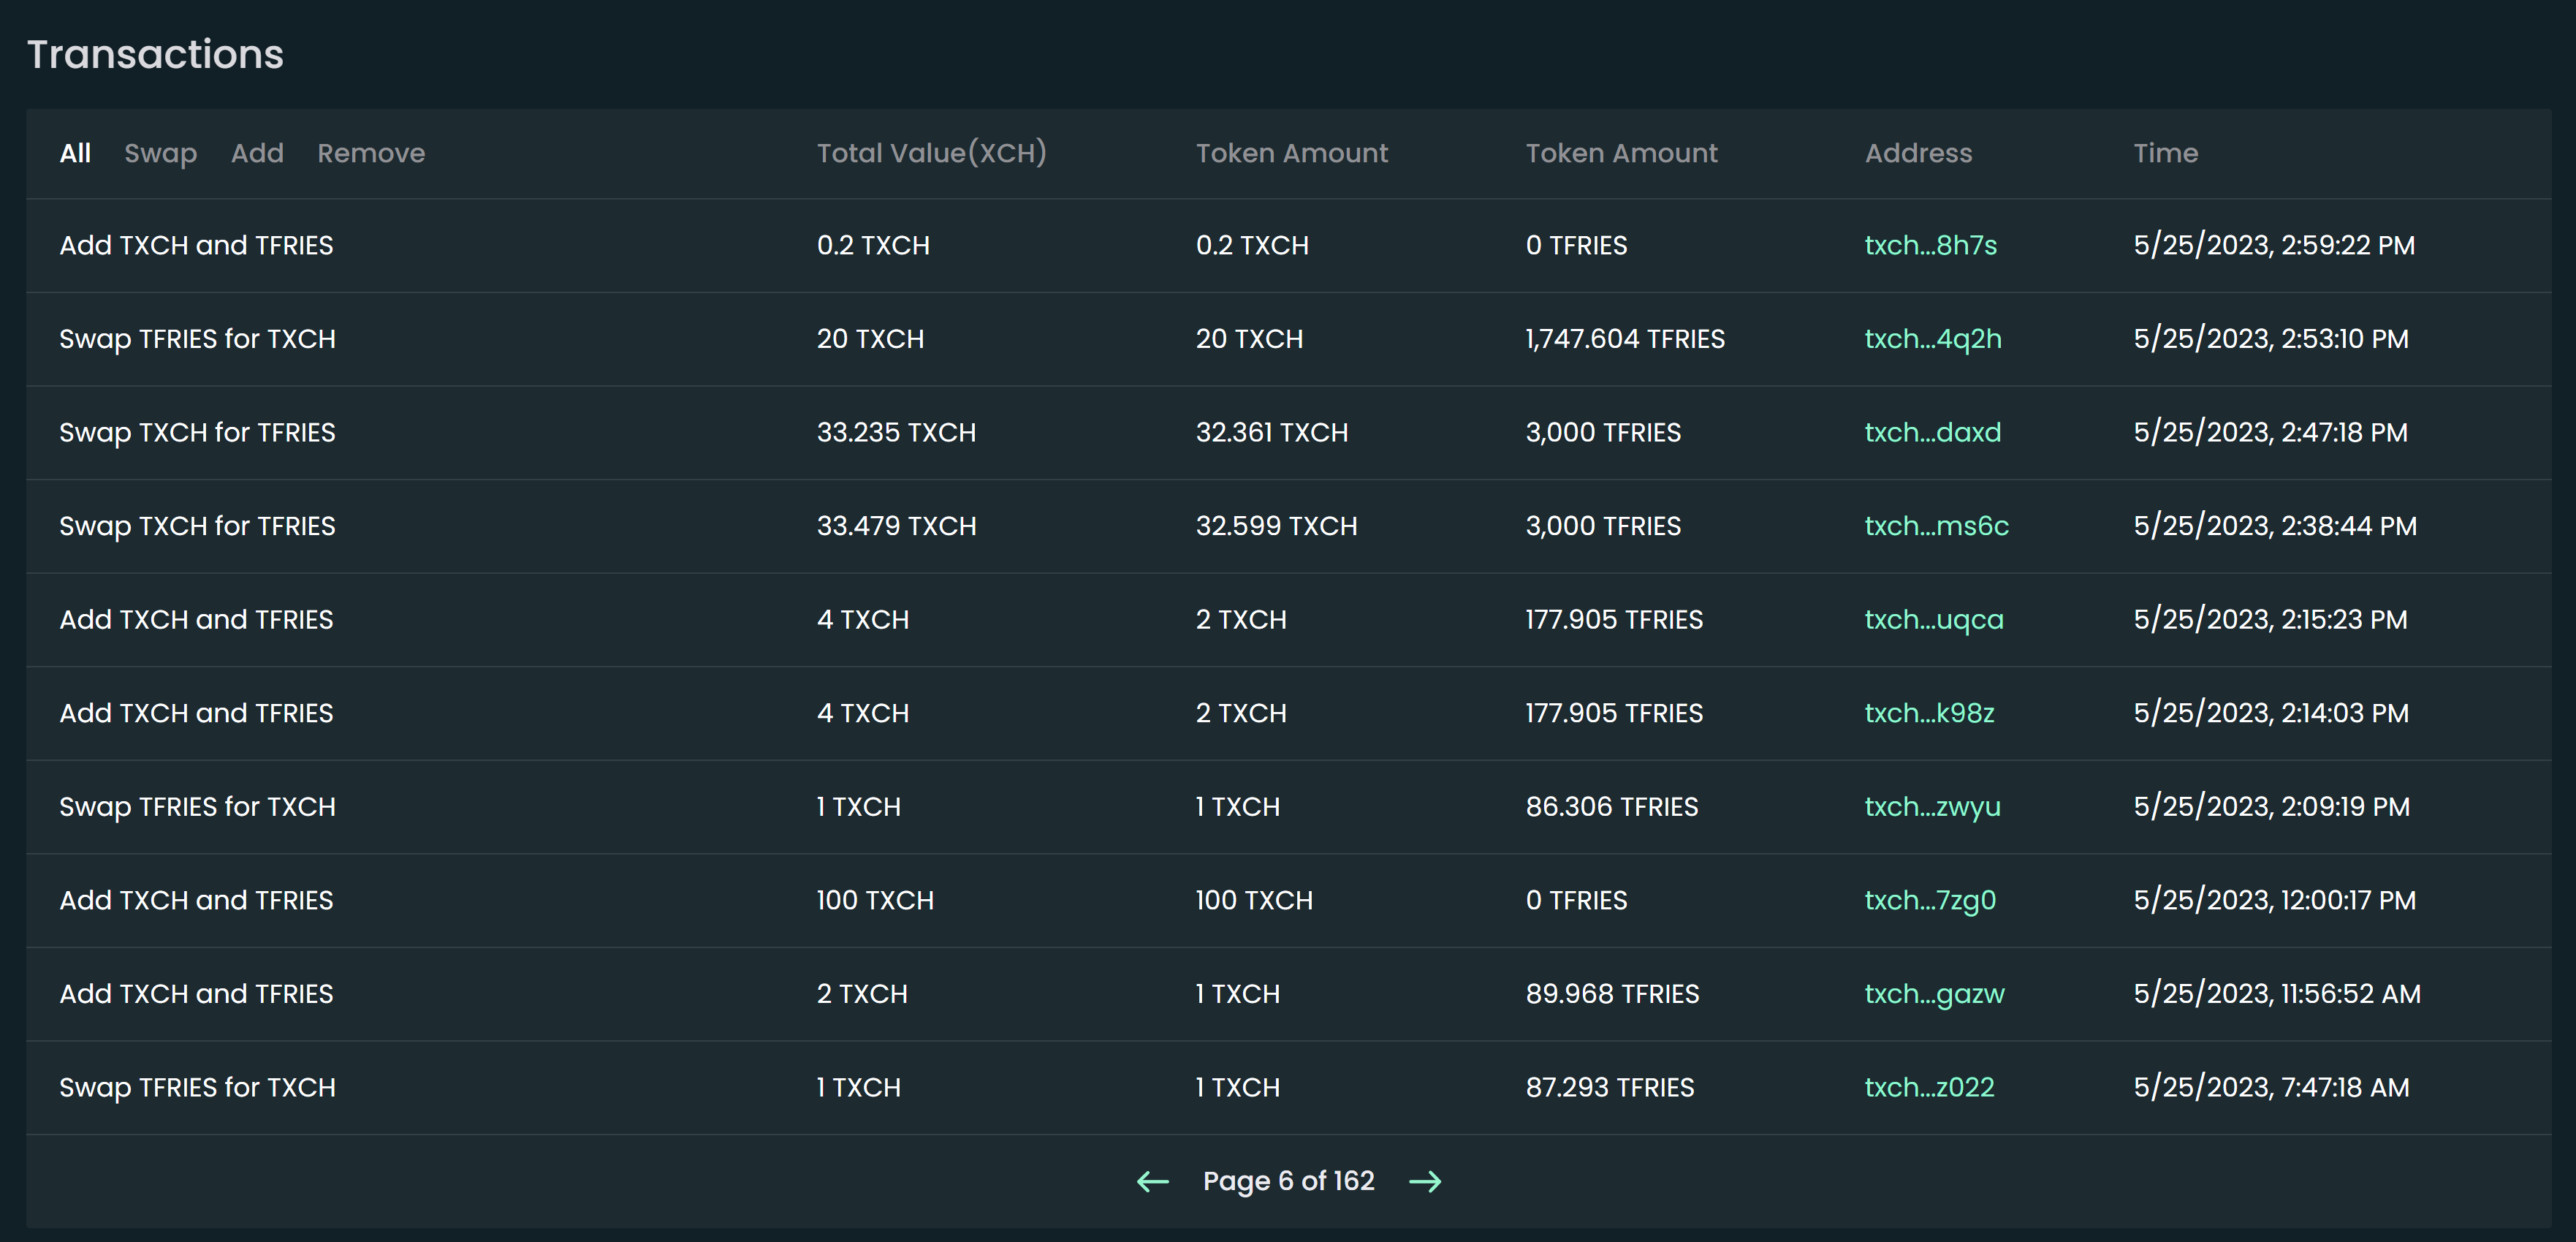 Transactions
All Swap Add Remove Total Value(XCH) Token Amount Token Amount Address Time
Add TXCH and TFRIES 0.2 TXCH 0.2 TXCH 0 TFRIES txch...8h7s 5/25/2023, 2:59:22 PM
Swap TFRIES for TXCH 20 TXCH 20 TXCH 1,747.604 TFRIES txch...4q2h 5/25/2023, 2:53:10 PM
Swap TXCH for TFRIES 33.235 TXCH 32.361 TXCH 3,000 TFRIES txch...daxd 5/25/2023, 2:47:18 PM
Swap TXCH for TFRIES 33.479 TXCH 32.599 TXCH 3,000 TFRIES txch...ms6c 5/25/2023, 2:38:44 PM
Add TXCH and TFRIES 4 TXCH 2 TXCH 177.905 TFRIES txch...uqca 5/25/2023, 2:15:23 PM
Add TXCH and TFRIES 4 TXCH 2 TXCH 177.905 TFRIES txch...k98z 5/25/2023, 2:14:03 PM
Swap TFRIES for TXCH 1 TXCH 1 TXCH 86.306 TFRIES txch...zwyu 5/25/2023, 2:09:19 PM
Add TXCH and TFRIES 100 TXCH 100 TXCH 0 TFRIES txch...7zg0 5/25/2023, 12:00:17 PM
Add TXCH and TFRIES 2 TXCH 1 TXCH 89.968 TFRIES txch...gazw 5/25/2023, 11:56:52 AM
Swap TFRIES for TXCH 1 TXCH 1 TXCH 87.293 TFRIES txch...z022 5/25/2023, 7:47:18 AM
← Page 6 of 162 →